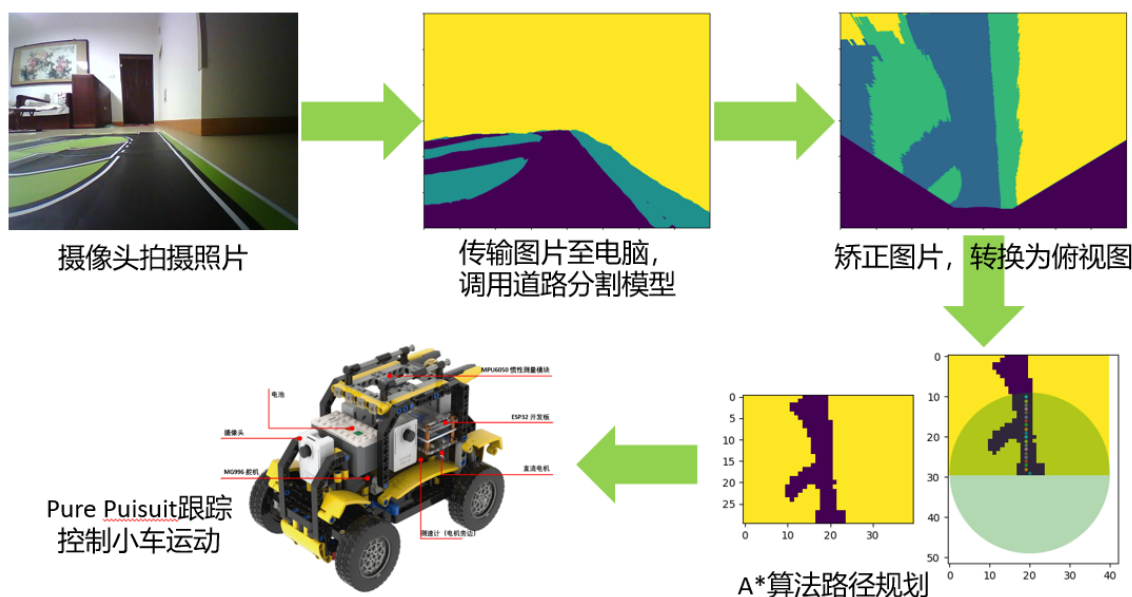 摄像头拍摄照片
传输图片至电脑，
调用道路分割模型
矫正图片，转换为俯视图
MPU6050 惯性测量模块
电池
ESP32 开发板
摄像头
MG996 舵机
直流电机
测速计（电机旁边）
Pure Puisuit跟踪
控制小车运动
0
5
10
15
20
25
0 10 20 30
0
10
20
30
40
50
0 10 20 30 40
A*算法路径规划